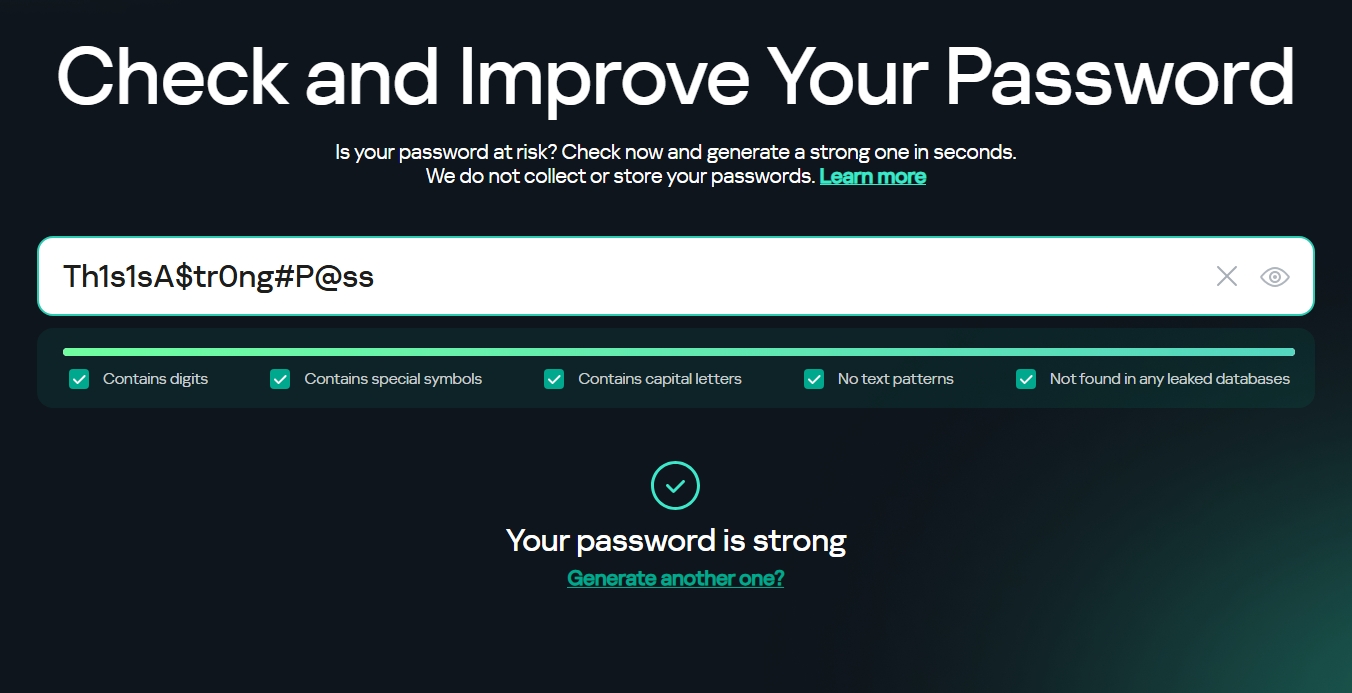 Check and Improve Your Password
Is your password at risk? Check now and generate a strong one in seconds.
We do not collect or store your passwords. Learn more
Th1s1sA$tr0ng#P@ss
Contains digits Contains special symbols Contains capital letters No text patterns Not found in any leaked databases
Your password is strong
Generate another one?